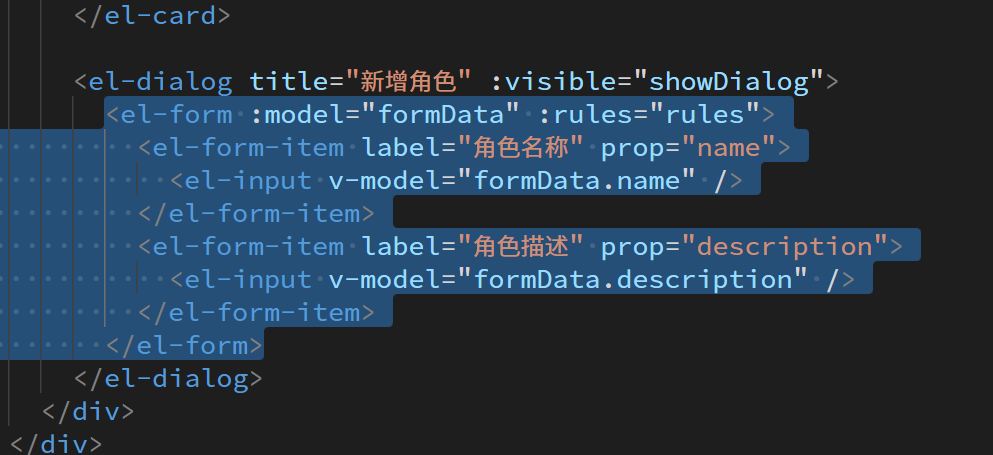 </el-card>
<el-dialog title="新增角色" :visible="showDialog">
<el-form :model="formData" :rules="rules">
<el-form-item label="角色名称" prop="name">
<el-input v-model="formData.name" />
</el-form-item>
<el-form-item label="角色描述" prop="description">
<el-input v-model="formData.description" />
</el-form-item>
</el-form>
</el-dialog>
</div>
</div>